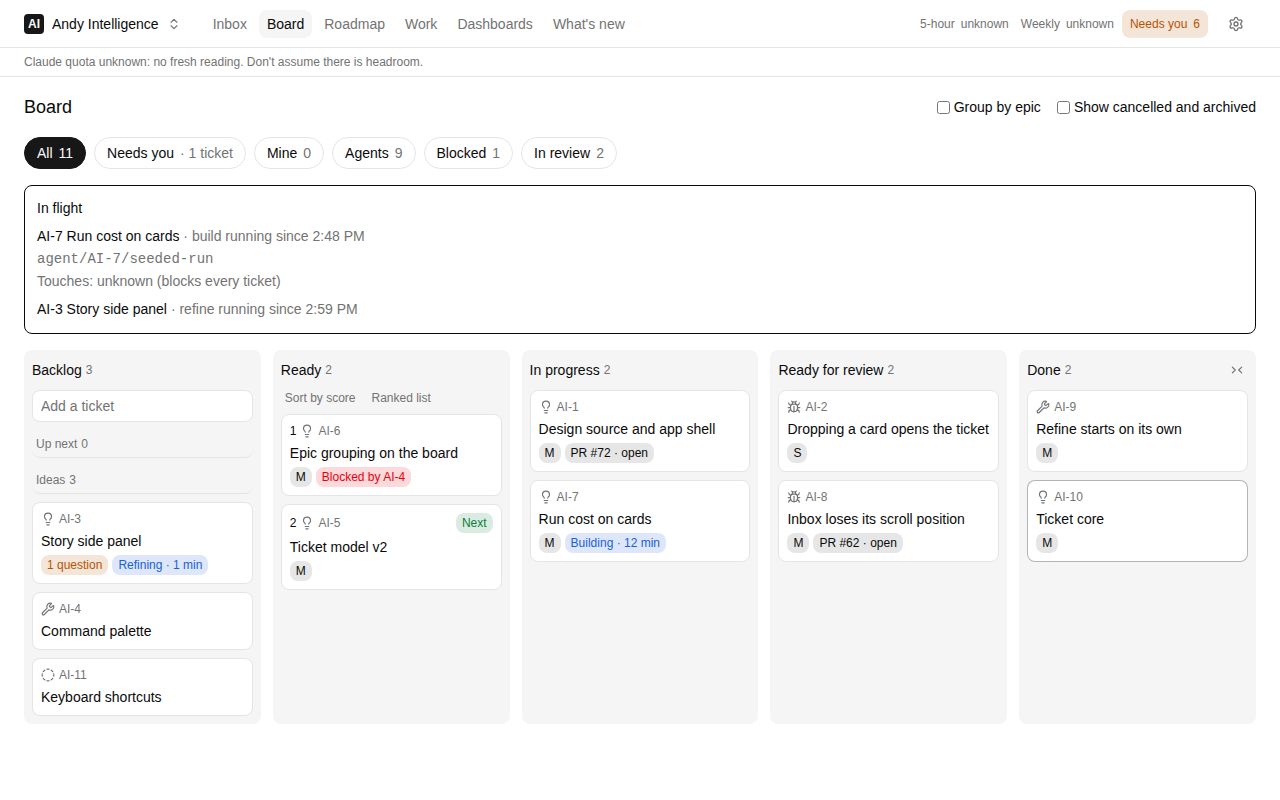 AI Andy Intelligence Inbox Board Roadmap Work Dashboards What's new 5-hour unknown Weekly unknown Needs you 6
Claude quota unknown: no fresh reading. Don't assume there is headroom.
Board
Group by epic Show cancelled and archived
All 11 Needs you · 1 ticket Mine 0 Agents 9 Blocked 1 In review 2
In flight
AI-7 Run cost on cards · build running since 2:48 PM
agent/AI-7/seeded-run
Touches: unknown (blocks every ticket)
AI-3 Story side panel · refine running since 2:59 PM
Backlog 3
Add a ticket
Up next 0
Ideas 3
AI-3
Story side panel
1 question Refining · 1 min
AI-4
Command palette
AI-11
Keyboard shortcuts
Ready 2
Sort by score Ranked list
1 AI-6
Epic grouping on the board
M Blocked by AI-4
2 AI-5 Next
Ticket model v2
M
In progress 2
AI-1
Design source and app shell
M PR #72 · open
AI-7
Run cost on cards
M Building · 12 min
Ready for review 2
AI-2
Dropping a card opens the ticket
S
AI-8
Inbox loses its scroll position
M PR #62 · open
Done 2
AI-9
Refine starts on its own
M
AI-10
Ticket core
M